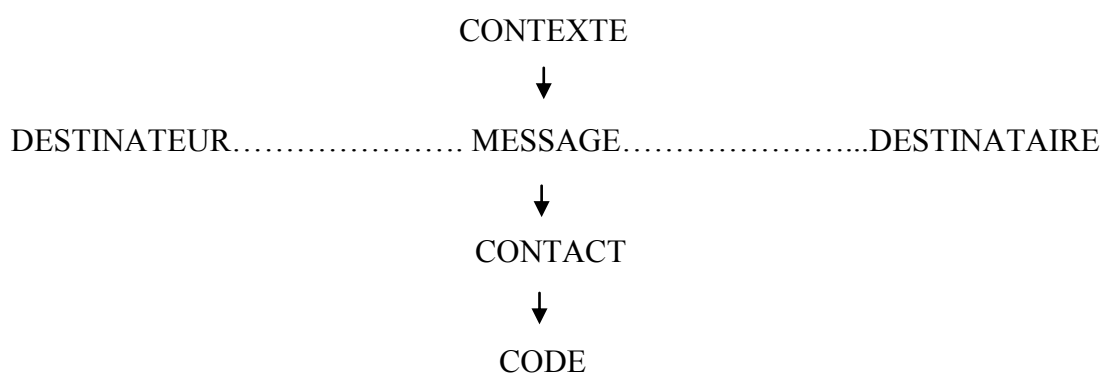 CONTEXTE
DESTINATEUR…………………. MESSAGE…………………...DESTINATAIRE
CONTACT
CODE